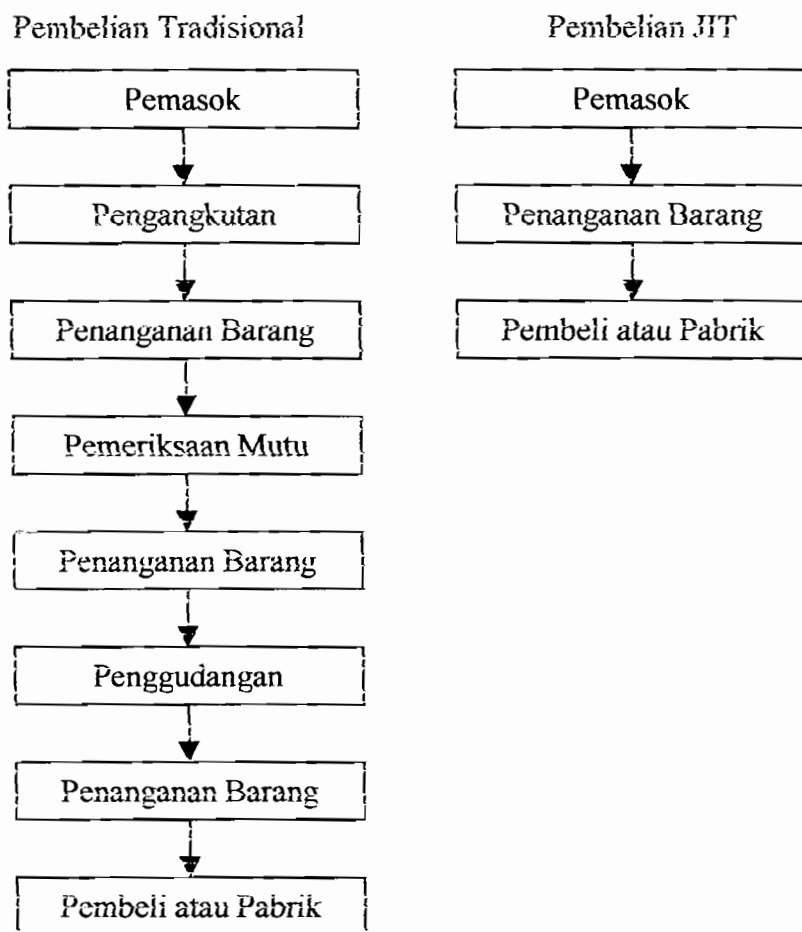 Pembelian Tradisional
Pemasok
Pengangkutan
Penanganan Barang
Pemeriksaan Mutu
Penanganan Barang
Penggudangan
Penanganan Barang
Pembeli atau Pabrik
Pembelian JIT
Pemasok
Penanganan Barang
Pembeli atau Pabrik